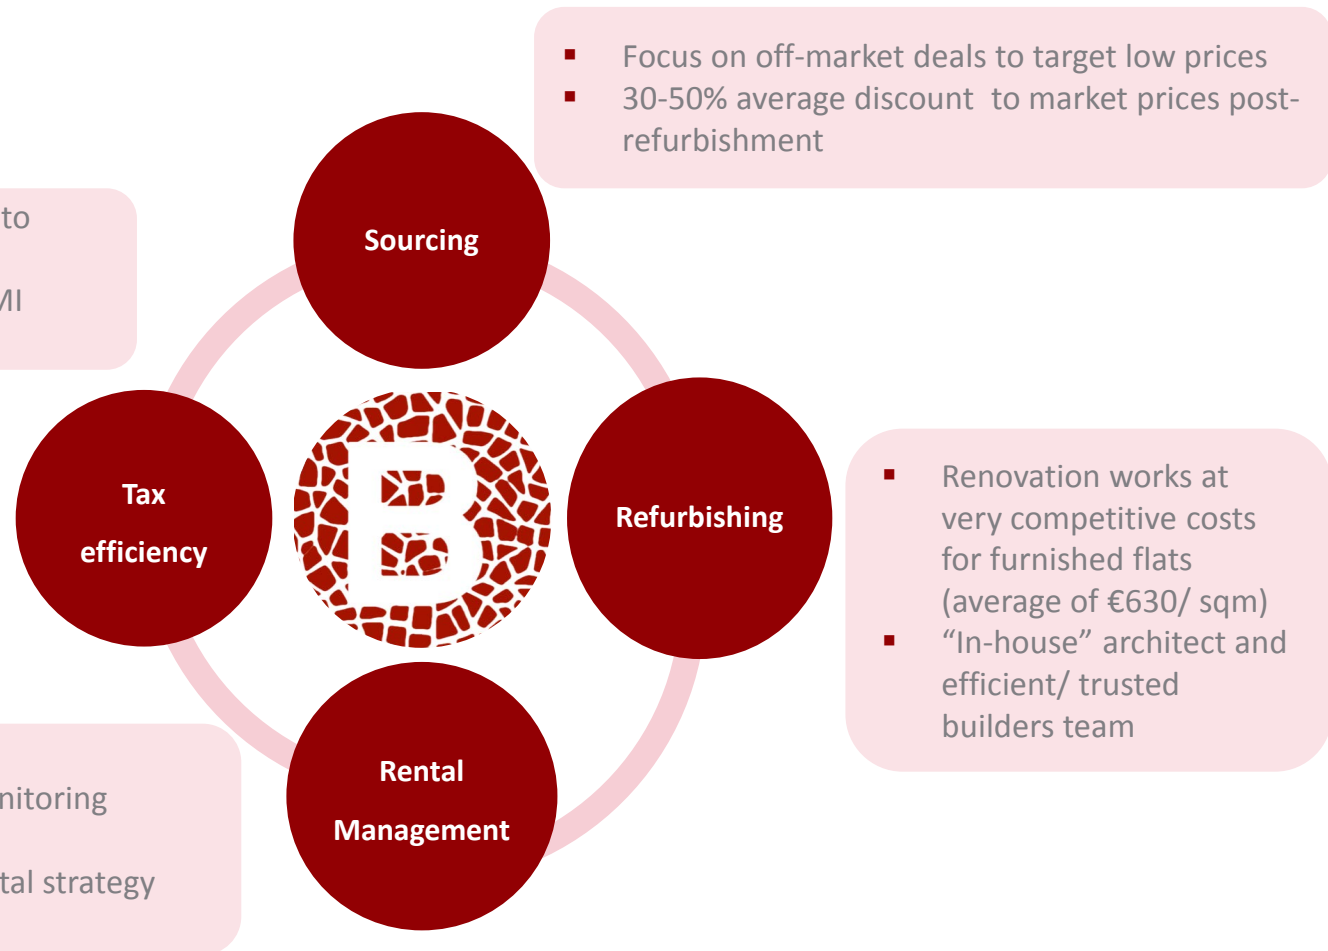 ▪ Focus on off-market deals to target low prices
▪ 30-50% average discount to market prices post-
refurbishment
to
MI
Sourcing
Tax
efficiency
B
Refurbishing
▪ Renovation works at
very competitive costs
for furnished flats
(average of €630/ sqm)
▪ “In-house” architect and
efficient/ trusted
builders team
Rental
Management
nitoring
tal strategy